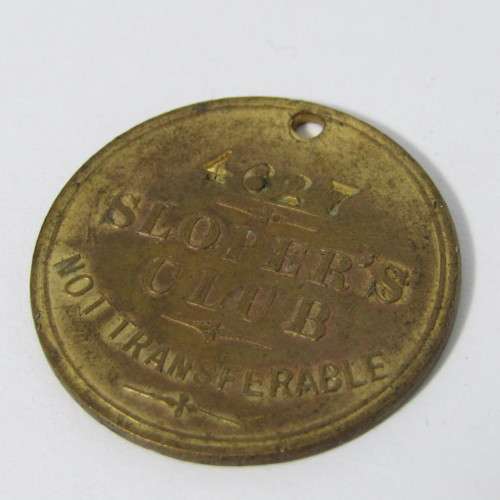 4627
SLOPER'S
CLUB
NOT TRANSFERABLE